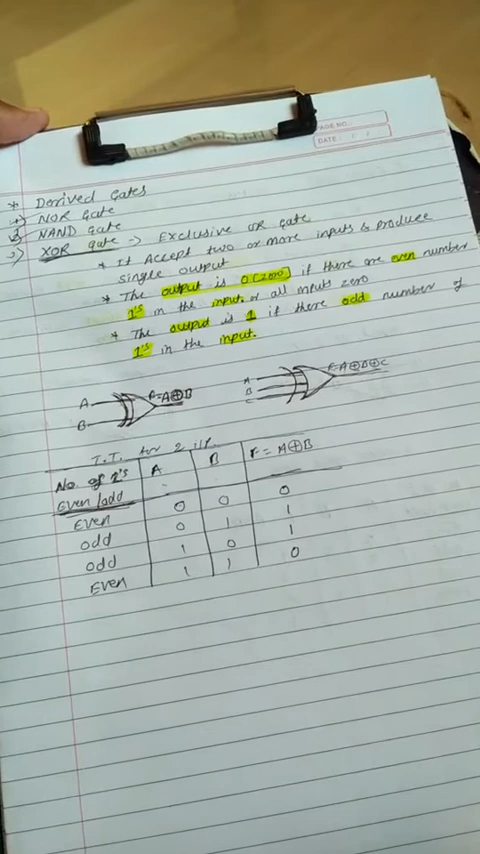 PAGE NO.
DATE: / /
* Derived Gates
1) NOR Gate
2) NAND Gate
3) XOR gate → Exclusive OR gate
* It Accept two or more inputs & produce
single output
* The output is 0 (zero) if there are even number
1's in the input or all inputs zero
* The output is 1 if there odd number of
1's in the input.
A
B
F=A⊕B
A
B
C
F=A⊕B⊕C
T.T. for 2 i/p.
No. of 1's A B F = A⊕B
Even/odd
Even 0 0 0
odd 0 1 1
odd 1 0 1
Even 1 1 0